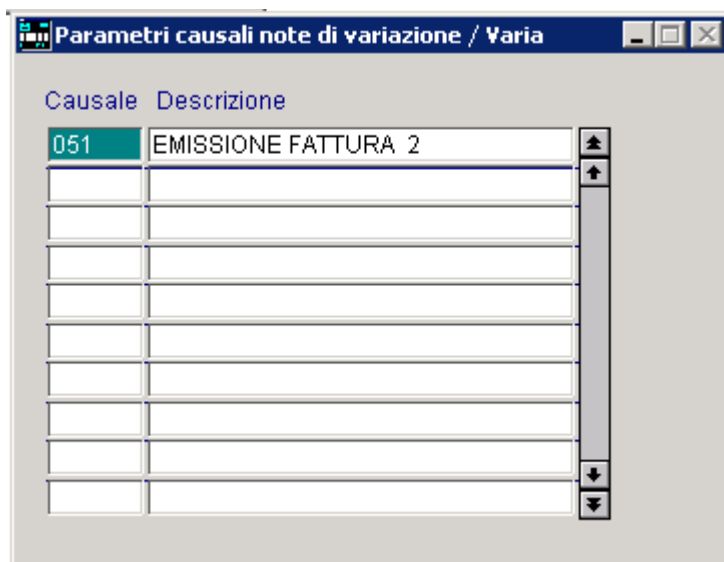 Parametri causali note di variazione / Varia
Causale Descrizione
051 EMISSIONE FATTURA 2